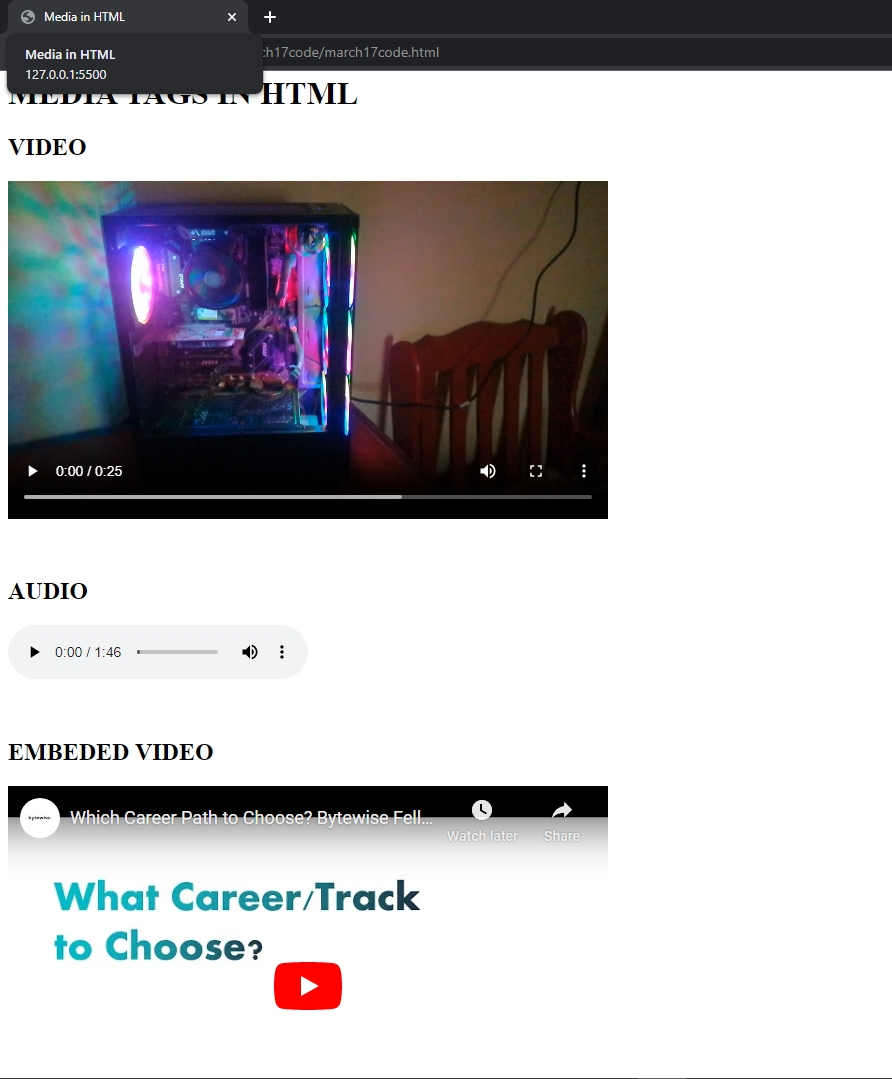 Media in HTML
Media in HTML
127.0.0.1:5500
ch17code/march17code.html
MEDIA TAGS IN HTML
VIDEO
0:00 / 0:25
AUDIO
0:00 / 1:46
EMBEDED VIDEO
bytewise.
Which Career Path to Choose? Bytewise Fell...
Watch later
Share
What Career/Track
to Choose?